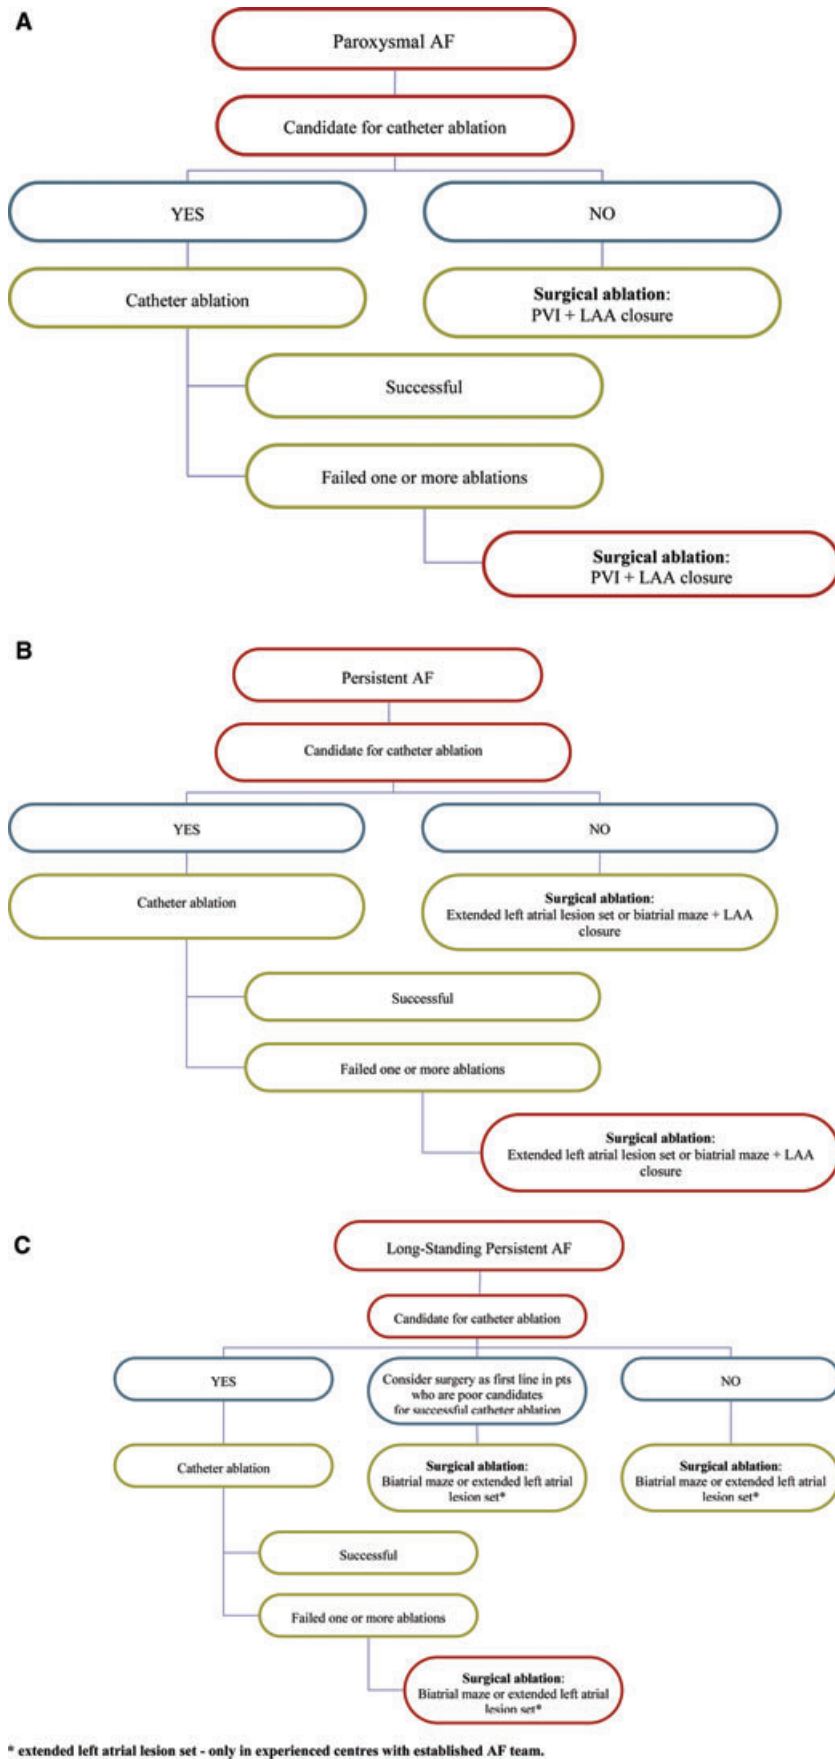 A
Paroxysmal AF
Candidate for catheter ablation
YES
NO
Catheter ablation
Surgical ablation:
PVI + LAA closure
Successful
Failed one or more ablations
Surgical ablation:
PVI + LAA closure
B
Persistent AF
Candidate for catheter ablation
YES
NO
Catheter ablation
Surgical ablation:
Extended left atrial lesion set or biatrial maze + LAA
closure
Successful
Failed one or more ablations
Surgical ablation:
Extended left atrial lesion set or biatrial maze + LAA
closure
C
Long-Standing Persistent AF
Candidate for catheter ablation
YES
Consider surgery as first line in pts
who are poor candidates
for successful catheter ablation
NO
Catheter ablation
Surgical ablation:
Biatrial maze or extended left atrial
lesion set*
Surgical ablation:
Biatrial maze or extended left atrial
lesion set*
Successful
Failed one or more ablations
Surgical ablation:
Biatrial maze or extended left atrial
lesion set*
* extended left atrial lesion set - only in experienced centres with established AF team.